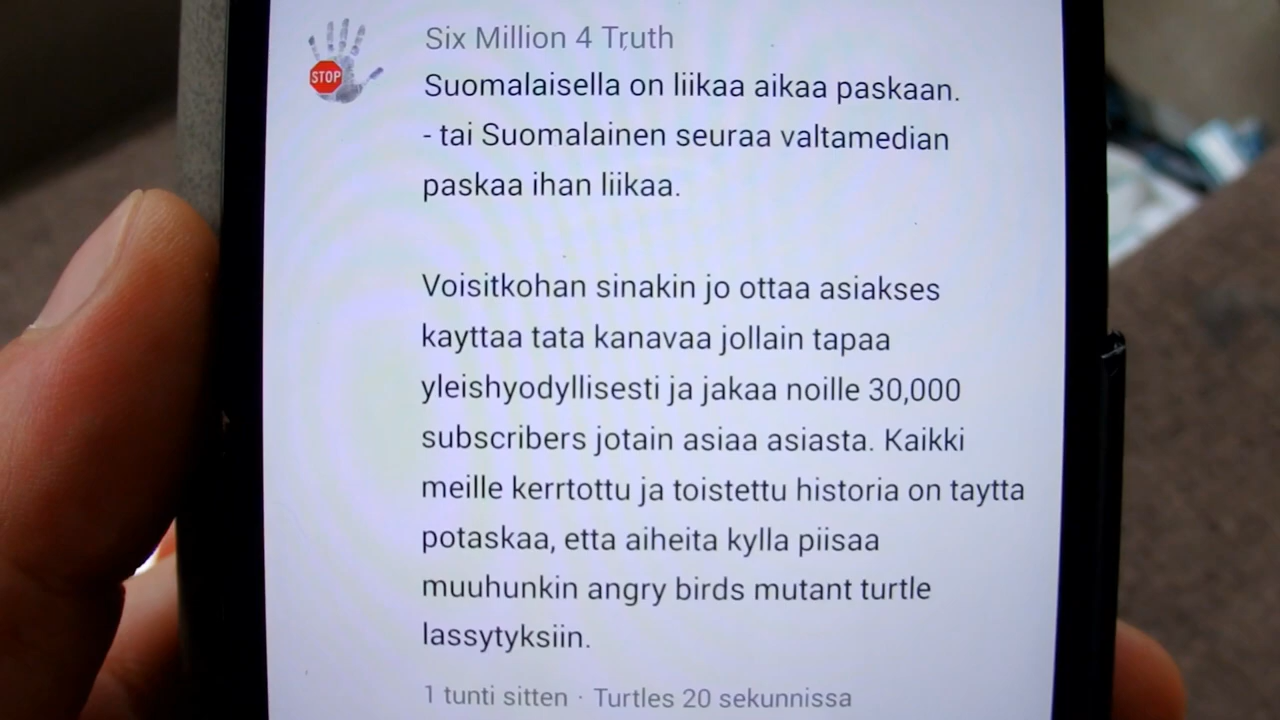 STOP
Six Million 4 Truth
Suomalaisella on liikaa aikaa paskaan.
- tai Suomalainen seuraa valtamedian
paskaa ihan liikaa.
Voisitkohan sinakin jo ottaa asiakses
kayttaa tata kanavaa jollain tapaa
yleishyodyllisesti ja jakaa noille 30,000
subscribers jotain asiaa asiasta. Kaikki
meille kerrtottu ja toistettu historia on taytta
potaskaa, etta aiheita kylla piisaa
muuhunkin angry birds mutant turtle
lassytyksiin.
1 tunti sitten · Turtles 20 sekunnissa